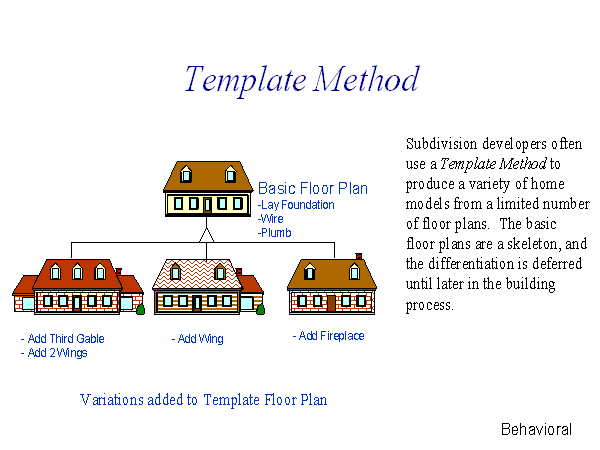 Template Method
Subdivision developers often
use a Template Method to
produce a variety of home
models from a limited number
of floor plans.  The basic
floor plans are a skeleton, and
the differentiation is deferred
until later in the building
process.
Basic Floor Plan
-Lay Foundation
-Wire
-Plumb
- Add Third Gable
- Add 2Wings
- Add Wing
- Add Fireplace
Variations added to Template Floor Plan
Behavioral